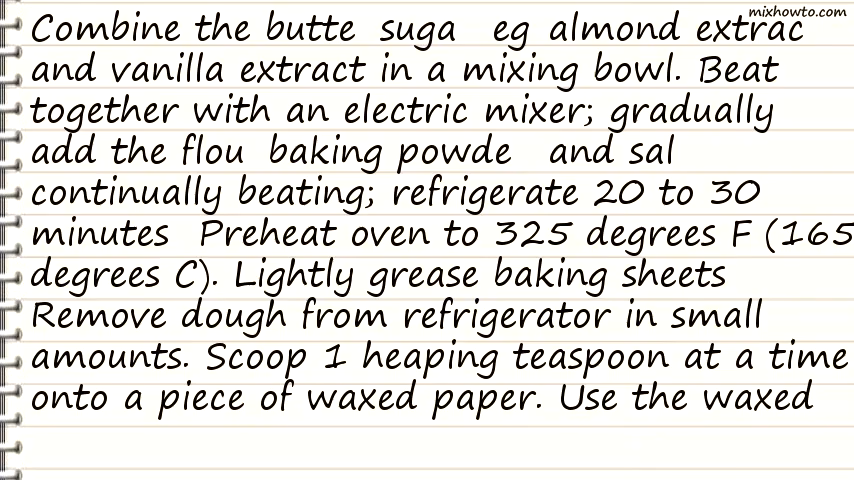 mixhowto.com
Combine the butte suga eg almond extrac
and vanilla extract in a mixing bowl. Beat
together with an electric mixer; gradually
add the flou baking powde and sal
continually beating; refrigerate 20 to 30
minutes Preheat oven to 325 degrees F (165
degrees C). Lightly grease baking sheets
Remove dough from refrigerator in small
amounts. Scoop 1 heaping teaspoon at a time
onto a piece of waxed paper. Use the waxed